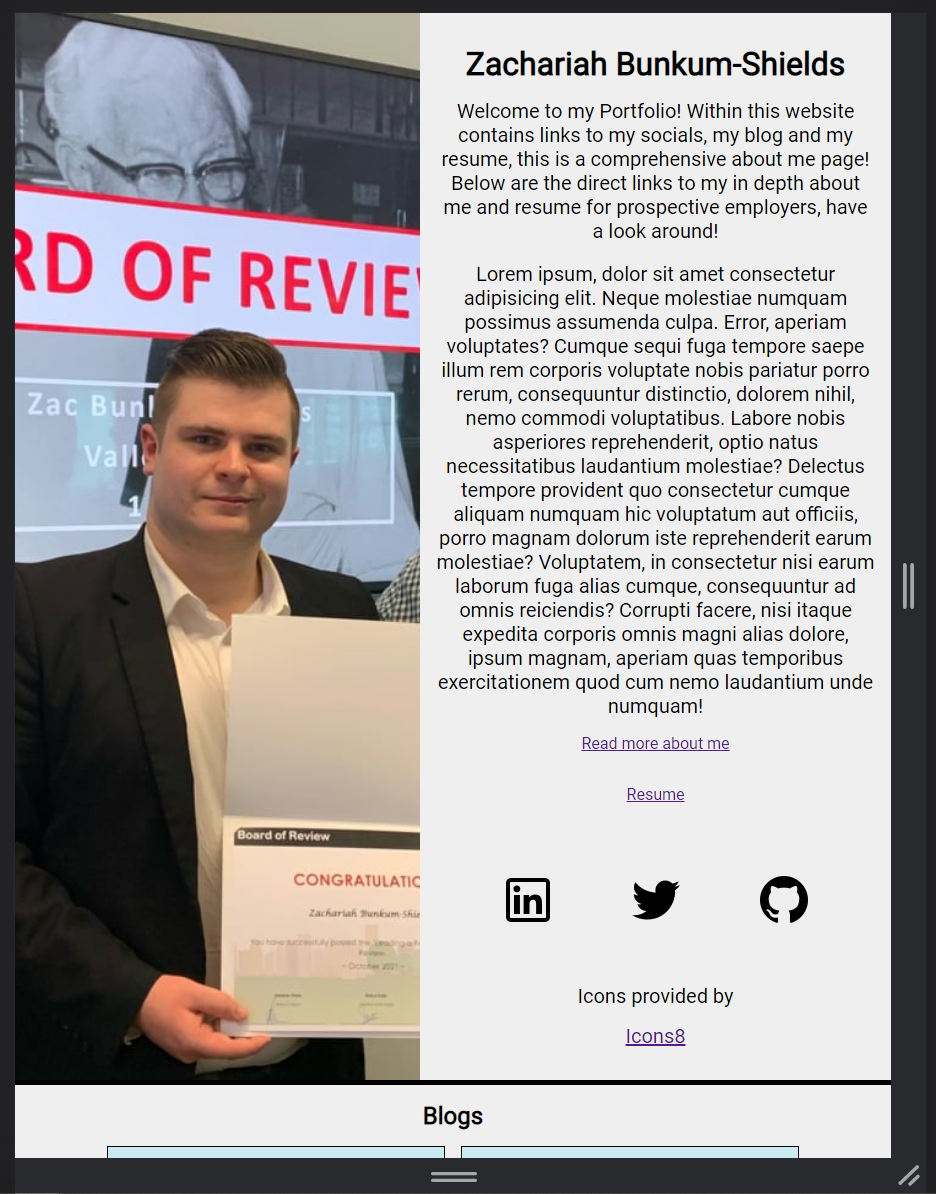 RD OF REVIE
Zac Bun
s
Vall
1
Board of Review
CONGRATULATIO
Zachariah Bunkum-Shie
You have successfully passed the
Review.
- October 2021 -
Zachariah Bunkum-Shields
Welcome to my Portfolio! Within this website
contains links to my socials, my blog and my
resume, this is a comprehensive about me page!
Below are the direct links to my in depth about
me and resume for prospective employers, have
a look around!
Lorem ipsum, dolor sit amet consectetur
adipisicing elit. Neque molestiae numquam
possimus assumenda culpa. Error, aperiam
voluptates? Cumque sequi fuga tempore saepe
illum rem corporis voluptate nobis pariatur porro
rerum, consequuntur distinctio, dolorem nihil,
nemo commodi voluptatibus. Labore nobis
asperiores reprehenderit, optio natus
necessitatibus laudantium molestiae? Delectus
tempore provident quo consectetur cumque
aliquam numquam hic voluptatum aut officiis,
porro magnam dolorum iste reprehenderit earum
molestiae? Voluptatem, in consectetur nisi earum
laborum fuga alias cumque, consequuntur ad
omnis reiciendis? Corrupti facere, nisi itaque
expedita corporis omnis magni alias dolore,
ipsum magnam, aperiam quas temporibus
exercitationem quod cum nemo laudantium unde
numquam!
Read more about me
Resume
in
Icons provided by
Icons8
Blogs